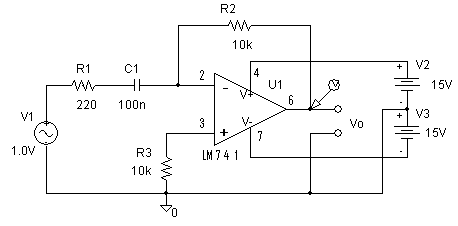 R2
10k
R1
220
C1
100n
2
3
4
U1
V+
V-
6
7
LM741
V1
1.0V
R3
10k
0
V
Vo
V2
15V
V3
15V
+
-
+
-
-
+